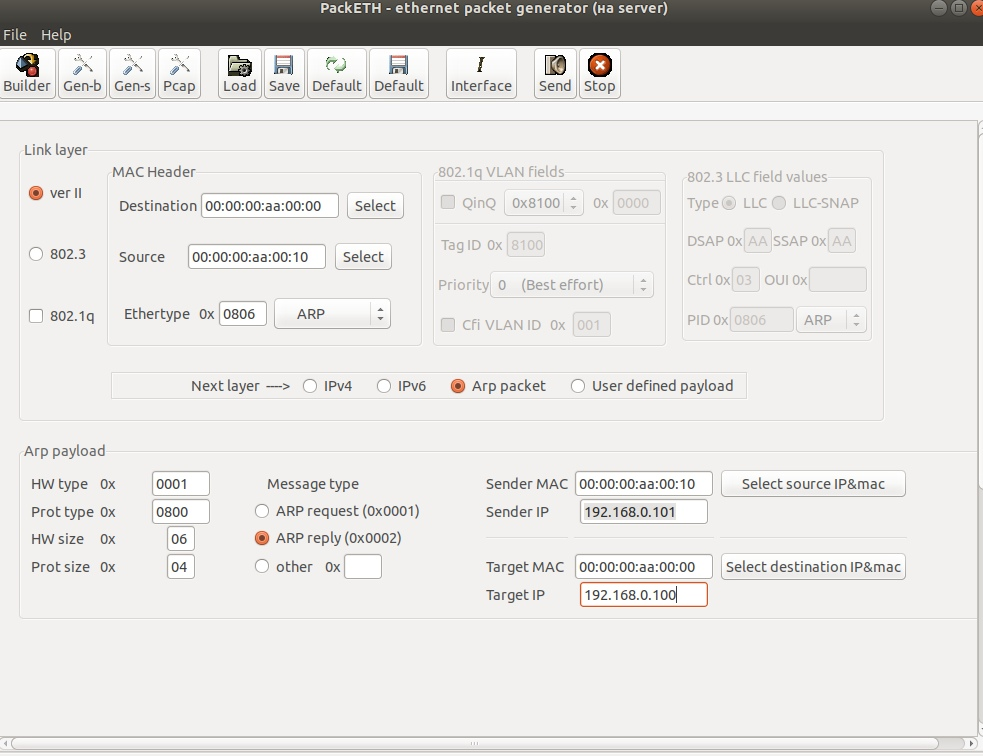 PackETH - ethernet packet generator (на server)
File Help
Builder Gen-b Gen-s Pcap Load Save Default Default Interface Send Stop
Link layer
MAC Header 802.1q VLAN fields 802.3 LLC field values
ver II
Destination 00:00:00:aa:00:00 Select QinQ 0x8100 0x 0000 Type LLC LLC-SNAP
Tag ID 0x 8100 DSAP 0x AA SSAP 0x AA
802.3 Source 00:00:00:aa:00:10 Select
Priority 0 (Best effort) Ctrl 0x 03 OUI 0x
802.1q Ethertype 0x 0806 ARP Cfi VLAN ID 0x 001 PID 0x 0806 ARP
Next layer ----> IPv4 IPv6 Arp packet User defined payload
Arp payload
HW type 0x 0001 Message type Sender MAC 00:00:00:aa:00:10 Select source IP&mac
Prot type 0x 0800 ARP request (0x0001) Sender IP 192.168.0.101
HW size 0x 06 ARP reply (0x0002)
Prot size 0x 04 other 0x Target MAC 00:00:00:aa:00:00 Select destination IP&mac
Target IP 192.168.0.100